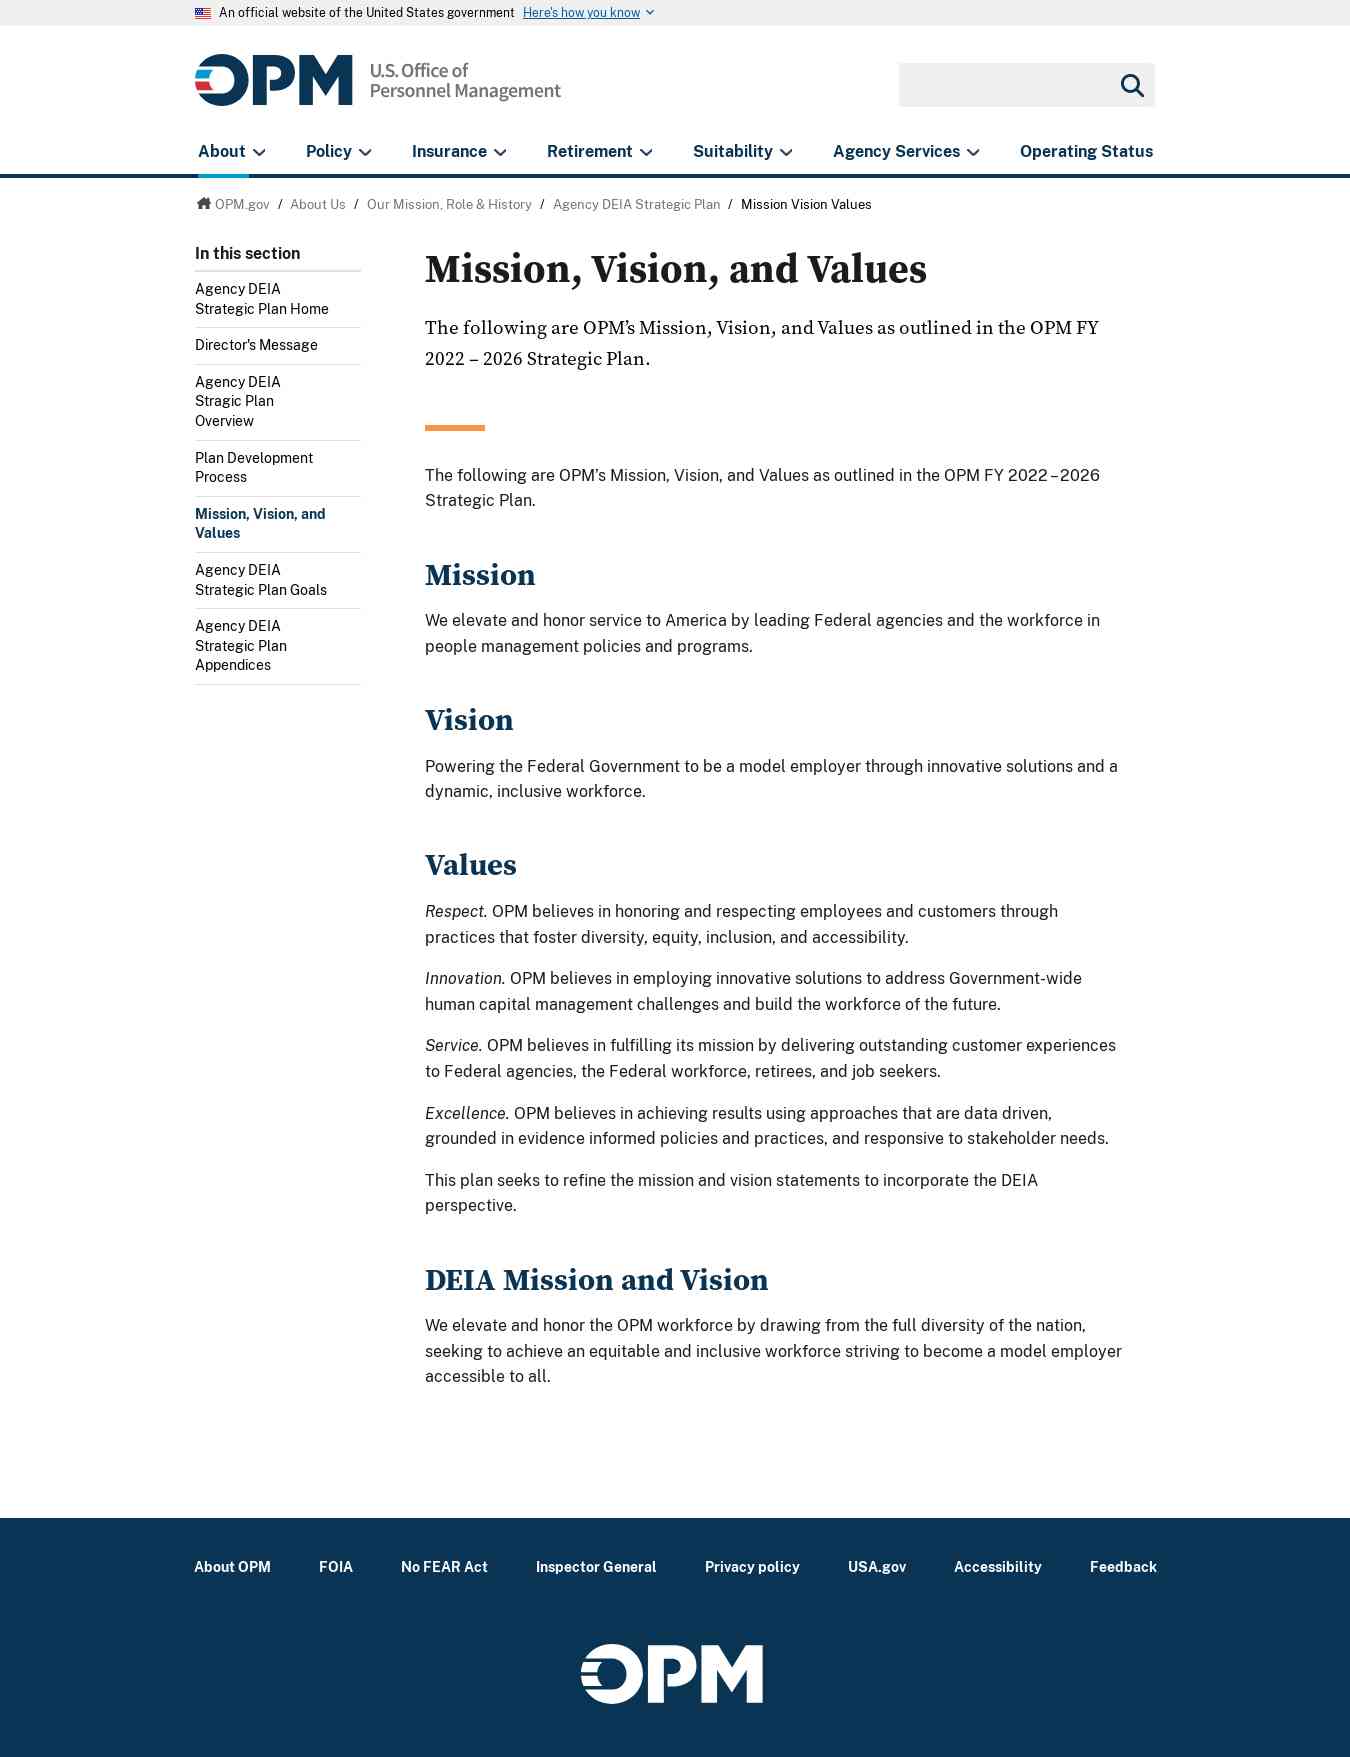 An official website of the United States government Here's how you know
OPM U.S. Office of
Personnel Management
About Policy Insurance Retirement Suitability Agency Services Operating Status
OPM.gov / About Us / Our Mission, Role & History / Agency DEIA Strategic Plan / Mission Vision Values
In this section
Agency DEIA
Strategic Plan Home
Director's Message
Agency DEIA
Stragic Plan
Overview
Plan Development
Process
Mission, Vision, and
Values
Agency DEIA
Strategic Plan Goals
Agency DEIA
Strategic Plan
Appendices
Mission, Vision, and Values
The following are OPM’s Mission, Vision, and Values as outlined in the OPM FY
2022 – 2026 Strategic Plan.
The following are OPM’s Mission, Vision, and Values as outlined in the OPM FY 2022 – 2026
Strategic Plan.
Mission
We elevate and honor service to America by leading Federal agencies and the workforce in
people management policies and programs.
Vision
Powering the Federal Government to be a model employer through innovative solutions and a
dynamic, inclusive workforce.
Values
Respect. OPM believes in honoring and respecting employees and customers through
practices that foster diversity, equity, inclusion, and accessibility.
Innovation. OPM believes in employing innovative solutions to address Government-wide
human capital management challenges and build the workforce of the future.
Service. OPM believes in fulfilling its mission by delivering outstanding customer experiences
to Federal agencies, the Federal workforce, retirees, and job seekers.
Excellence. OPM believes in achieving results using approaches that are data driven,
grounded in evidence informed policies and practices, and responsive to stakeholder needs.
This plan seeks to refine the mission and vision statements to incorporate the DEIA
perspective.
DEIA Mission and Vision
We elevate and honor the OPM workforce by drawing from the full diversity of the nation,
seeking to achieve an equitable and inclusive workforce striving to become a model employer
accessible to all.
About OPM FOIA No FEAR Act Inspector General Privacy policy USA.gov Accessibility Feedback
OPM